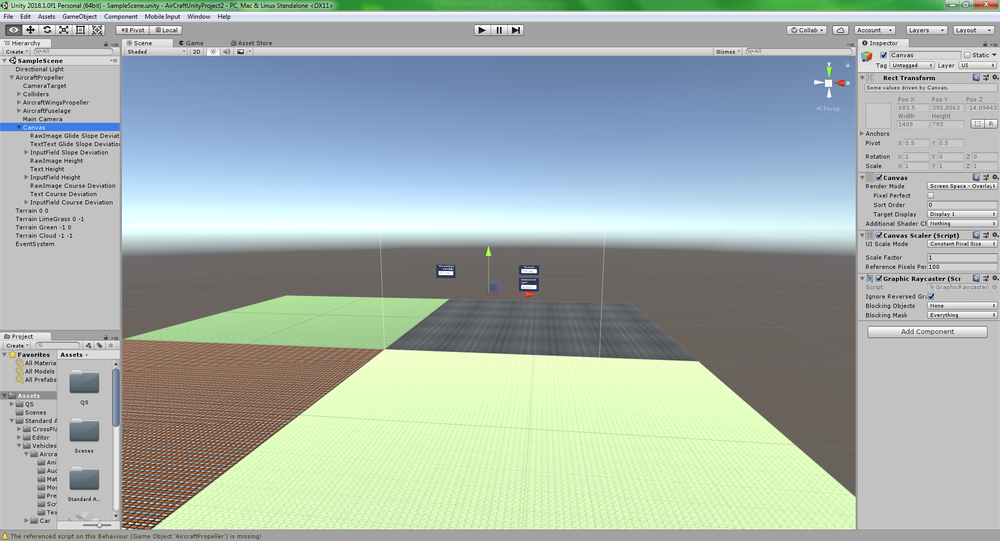 Unity 2018.1.0f1 Personal (64bit) - SampleScene.unity - AirCraftUnityProject2 - PC, Mac & Linux Standalone <DX11>
File Edit Assets GameObject Component Mobile Input Window Help
Pivot Local Collab Account Layers Layout
Hierarchy
Create All
SampleScene
Directional Light
AircraftPropeller
CameraTarget
Colliders
AircraftWingsPropeller
AircraftFuselage
Main Camera
Canvas
RawImage Glide Slope Deviat
TextText Glide Slope Deviatio
InputField Slope Deviation
RawImage Height
Text Height
InputField Height
RawImage Course Deviation
Text Course Deviation
InputField Course Deviation
Terrain 0 0
Terrain LimeGrass 0 -1
Terrain Green -1 0
Terrain Cloud -1 -1
EventSystem
Project
Create
Favorites
All Materia
All Models
All Prefabs
Assets
QS
Scenes
Standard A
CrossPla
Editor
Vehicles
Aircra
Ani
Aud
Mat
Mod
Pre
Scr
Tex
Car
Assets
QS
Scenes
Standard A...
Scene Game Asset Store
Shaded 2D Gizmos All
y
x
Persp
Inspector
Canvas Static
Tag Untagged Layer UI
Rect Transform
Some values driven by Canvas.
Pos X Pos Y Pos Z
683.5 395.8063 -14.09443
Width Height
1409 793 R
Anchors
Pivot X 0.5 Y 0.5
Rotation X 1 Y 0 Z 0
Scale X 1 Y 1 Z 1
Canvas
Render Mode Screen Space - Overlay
Pixel Perfect
Sort Order 0
Target Display Display 1
Additional Shader Ch Nothing
Canvas Scaler (Script)
UI Scale Mode Constant Pixel Size
Scale Factor 1
Reference Pixels Per 100
Graphic Raycaster (Scr
Script GraphicRaycaster
Ignore Reversed Gra
Blocking Objects None
Blocking Mask Everything
Add Component
The referenced script on this Behaviour (Game Object 'AircraftPropeller') is missing!